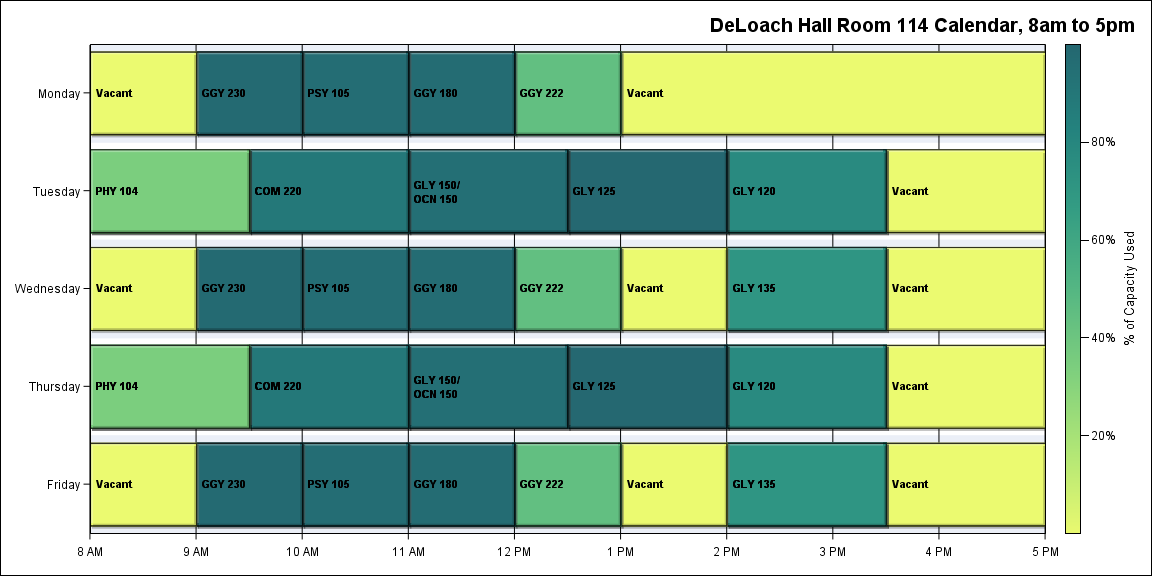 DeLoach Hall Room 114 Calendar, 8am to 5pm
Monday
Vacant
GGY 230
PSY 105
GGY 180
GGY 222
Vacant
Tuesday
PHY 104
COM 220
GLY 150/
OCN 150
GLY 125
GLY 120
Vacant
Wednesday
Vacant
GGY 230
PSY 105
GGY 180
GGY 222
Vacant
GLY 135
Vacant
Thursday
PHY 104
COM 220
GLY 150/
OCN 150
GLY 125
GLY 120
Vacant
Friday
Vacant
GGY 230
PSY 105
GGY 180
GGY 222
Vacant
GLY 135
Vacant
8 AM
9 AM
10 AM
11 AM
12 PM
1 PM
2 PM
3 PM
4 PM
5 PM
80%
60%
40%
20%
% of Capacity Used